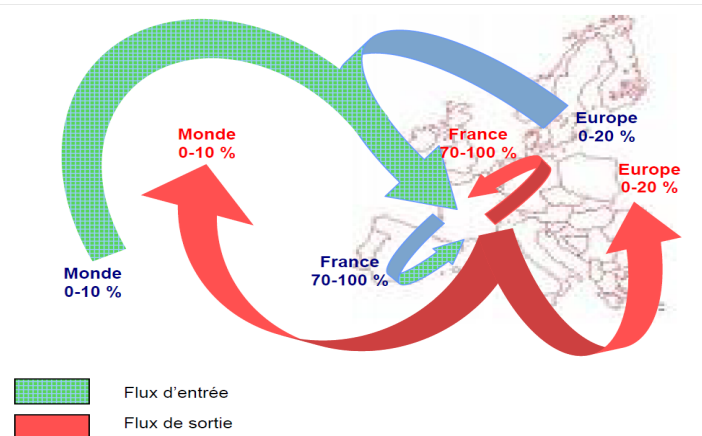 Monde
0-10 %
France
70-100 %
Europe
0-20 %
Europe
0-20 %
France
70-100 %
Monde
0-10 %
Flux d'entrée
Flux de sortie